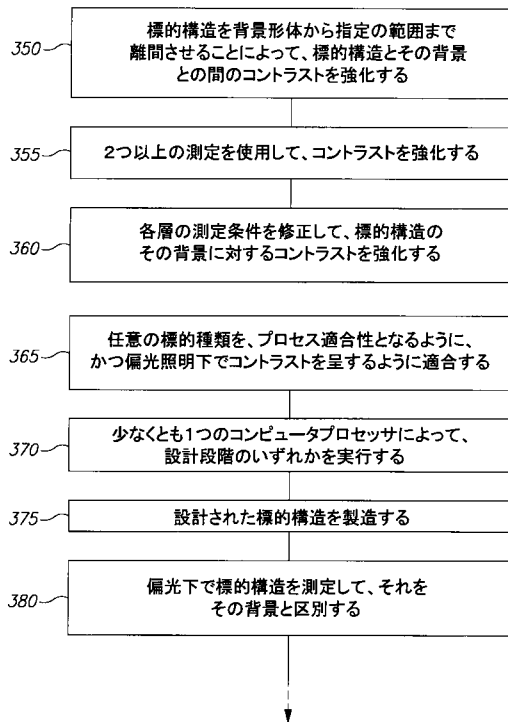 350
標的構造を背景形体から指定の範囲まで
離間させることによって、標的構造とその背景
との間のコントラストを強化する
355
2つ以上の測定を使用して、コントラストを強化する
360
各層の測定条件を修正して、標的構造の
その背景に対するコントラストを強化する
365
任意の標的種類を、プロセス適合性となるように、
かつ偏光照明下でコントラストを呈するように適合する
370
少なくとも1つのコンピュータプロセッサによって、
設計段階のいずれかを実行する
375
設計された標的構造を製造する
380
偏光下で標的構造を測定して、それを
その背景と区別する